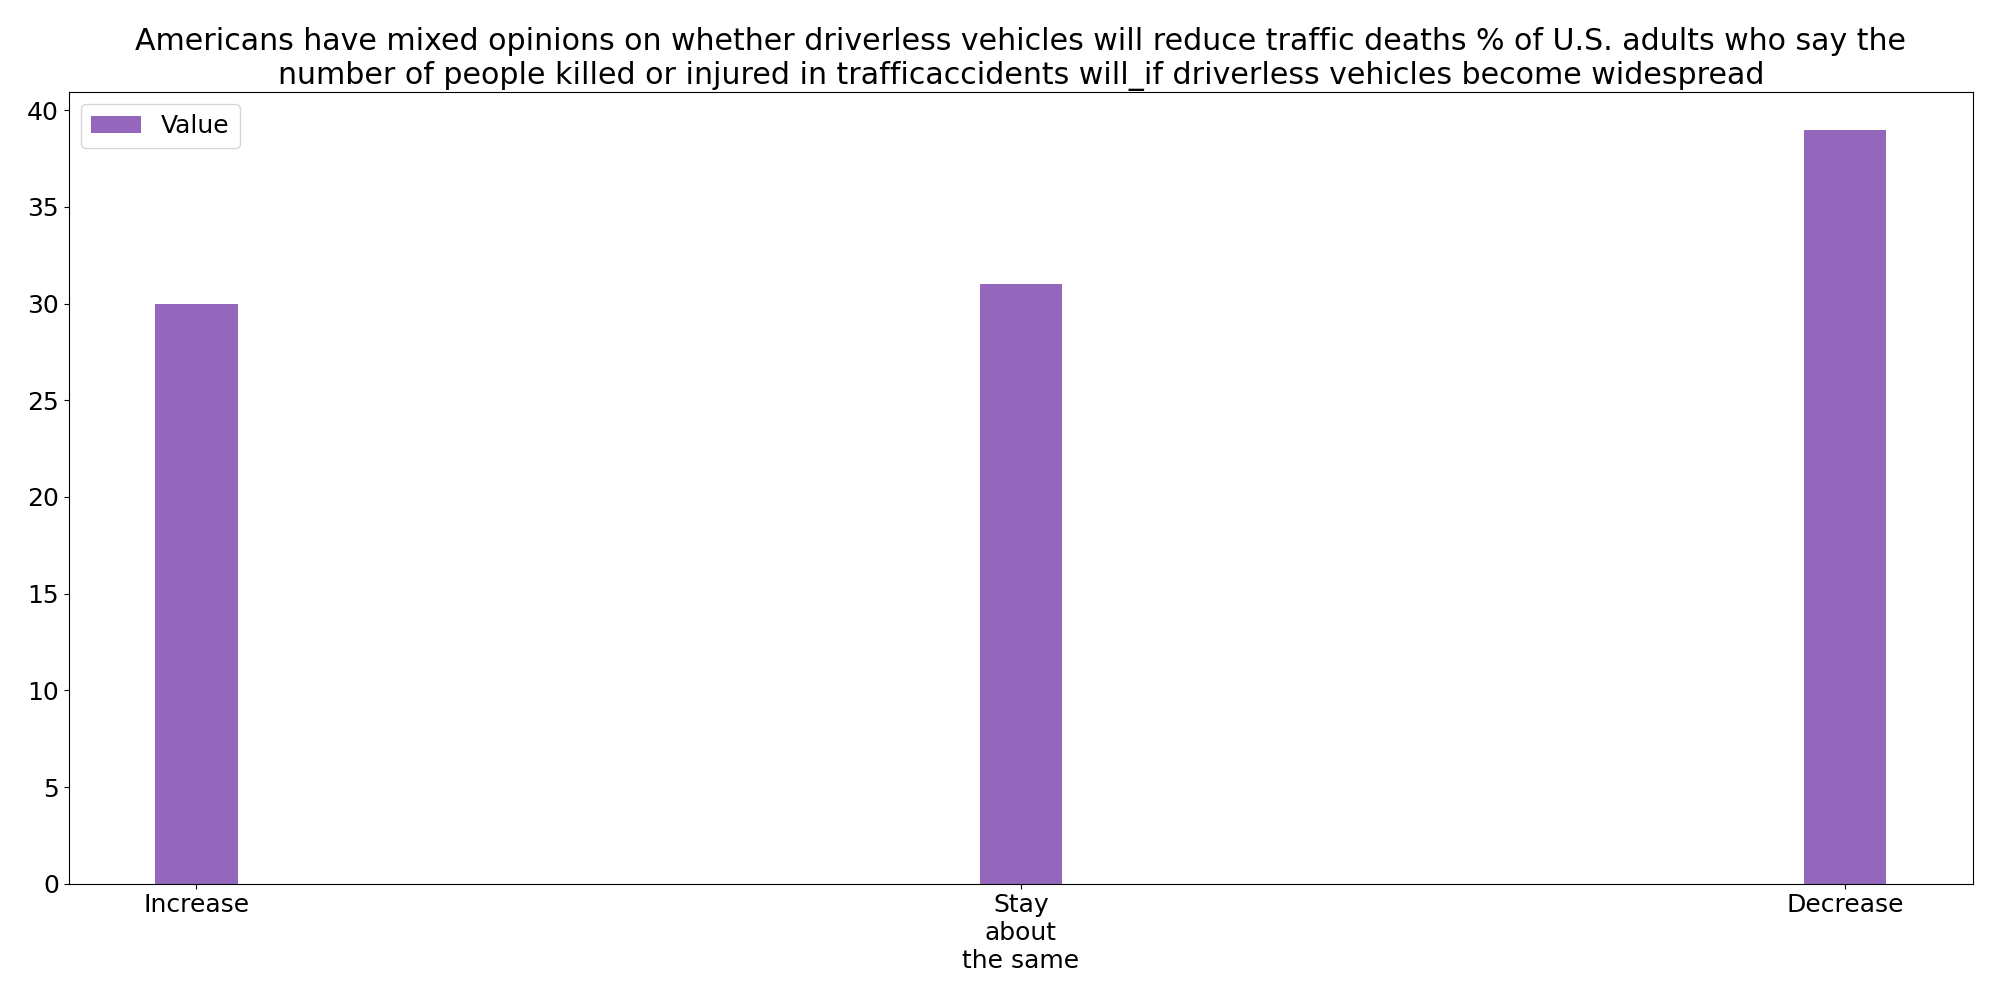 Americans have mixed opinions on whether driverless vehicles will reduce traffic deaths % of U.S. adults who say the
number of people killed or injured in trafficaccidents will_if driverless vehicles become widespread
Value
40
35
30
25
20
15
10
5
0
Increase
Stay
about
the same
Decrease